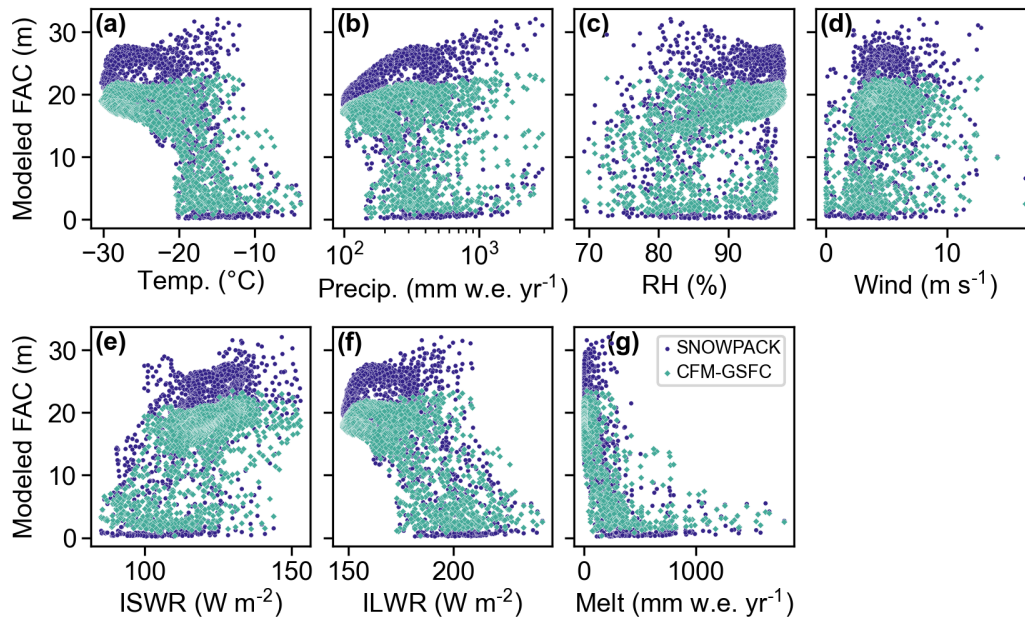 (a) (b) (c) (d)
Modeled FAC (m)
30
20
10
0
−30 −20 −10
Temp. (°C)
10² 10³
Precip. (mm w.e. yr⁻¹)
70 80 90
RH (%)
0 10
Wind (m s⁻¹)
(e) (f) (g)
SNOWPACK
CFM-GSFC
Modeled FAC (m)
30
20
10
0
100 150
ISWR (W m⁻²)
150 200
ILWR (W m⁻²)
0 1000
Melt (mm w.e. yr⁻¹)